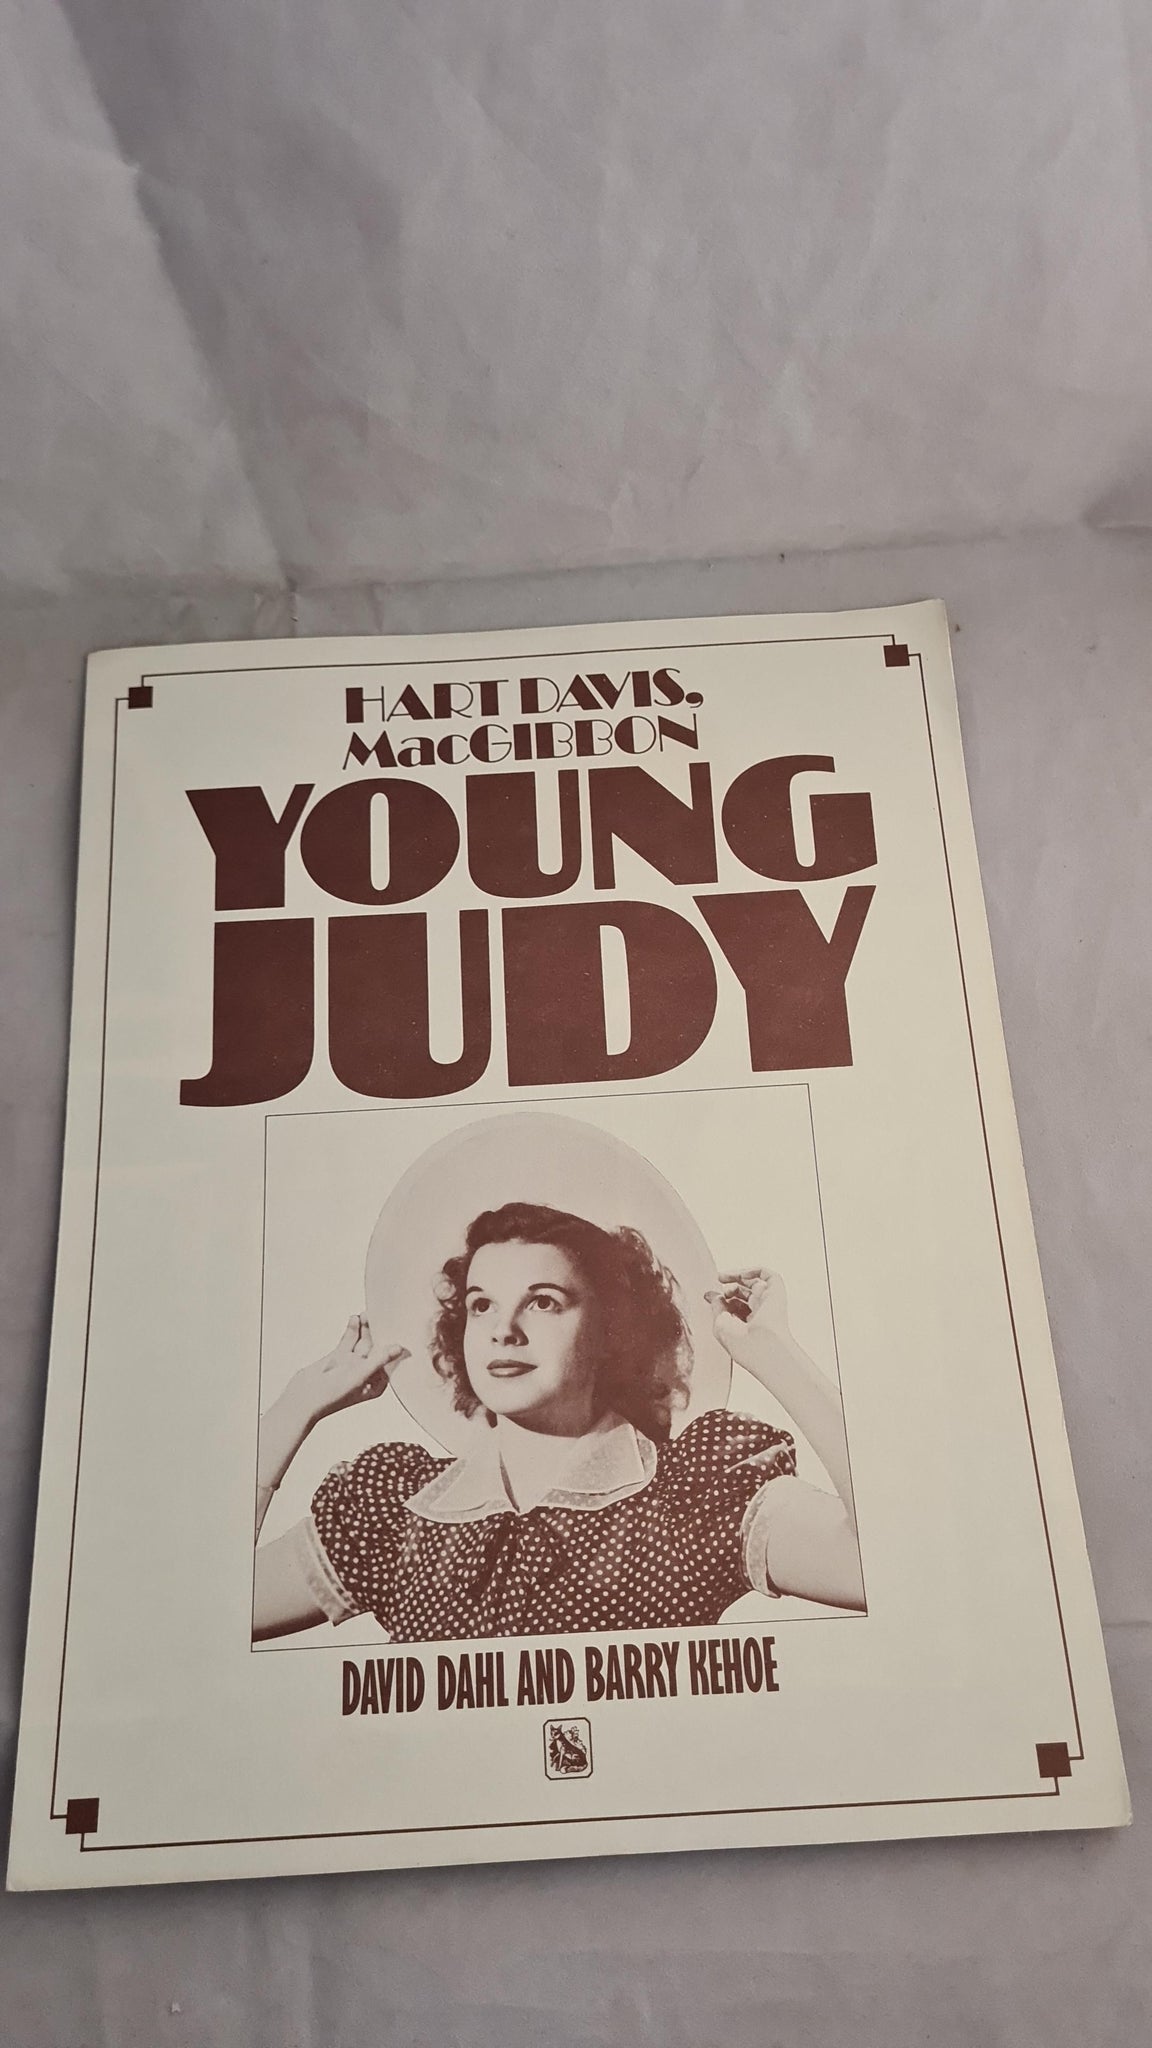 HART DAVIS,
MacGIBBON
YOUNG
JUDY
DAVID DAHL AND BARRY KEHOE